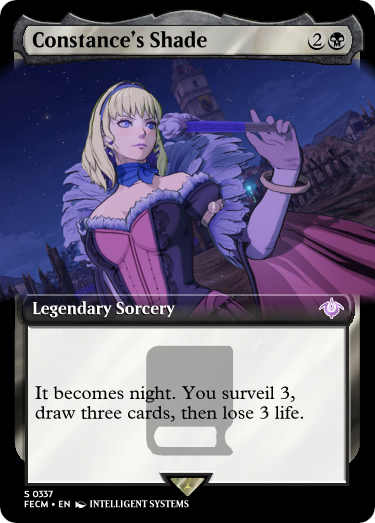 Constance's Shade 2
Legendary Sorcery
It becomes night. You surveil 3,
draw three cards, then lose 3 life.
S 0337
FECM • EN INTELLIGENT SYSTEMS